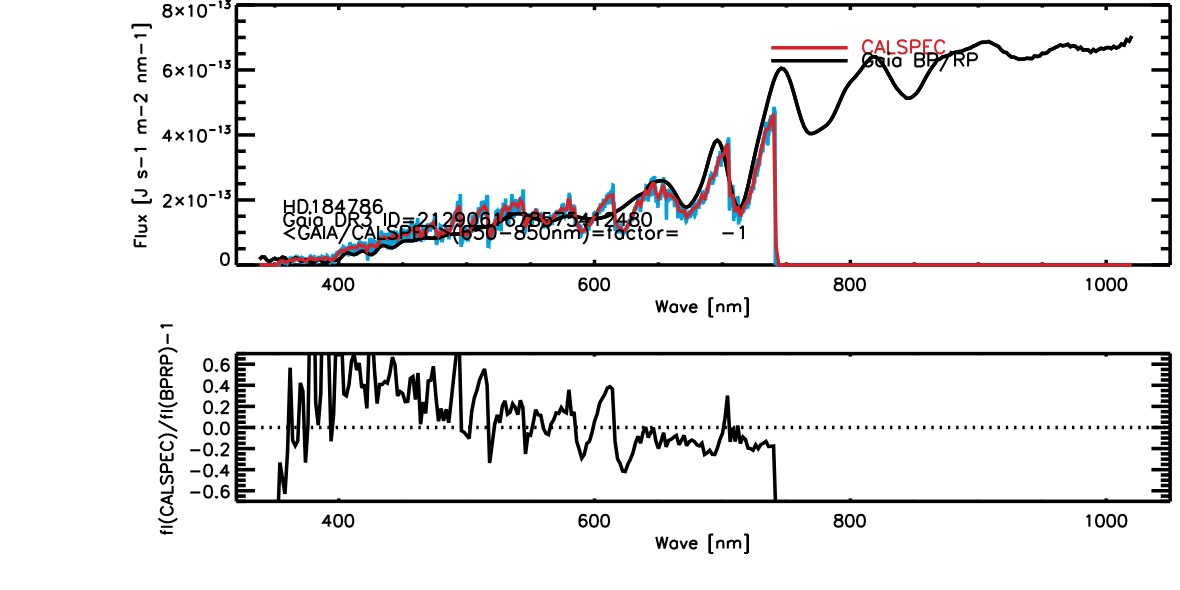 8×10−13
6×10−13
4×10−13
2×10−13
0
Flux [J s−1 m−2 nm−1]
CALSPEC
Gaia BP/RP
HD184786
Gaia DR3 ID=
<GAIA/CALSPEC>(650−850nm)=factor= −1
400 600 800 1000
Wave [nm]
fl(CALSPEC)/fl(BPRP)−1
0.6
0.4
0.2
0.0
−0.2
−0.4
−0.6
400 600 800 1000
Wave [nm]